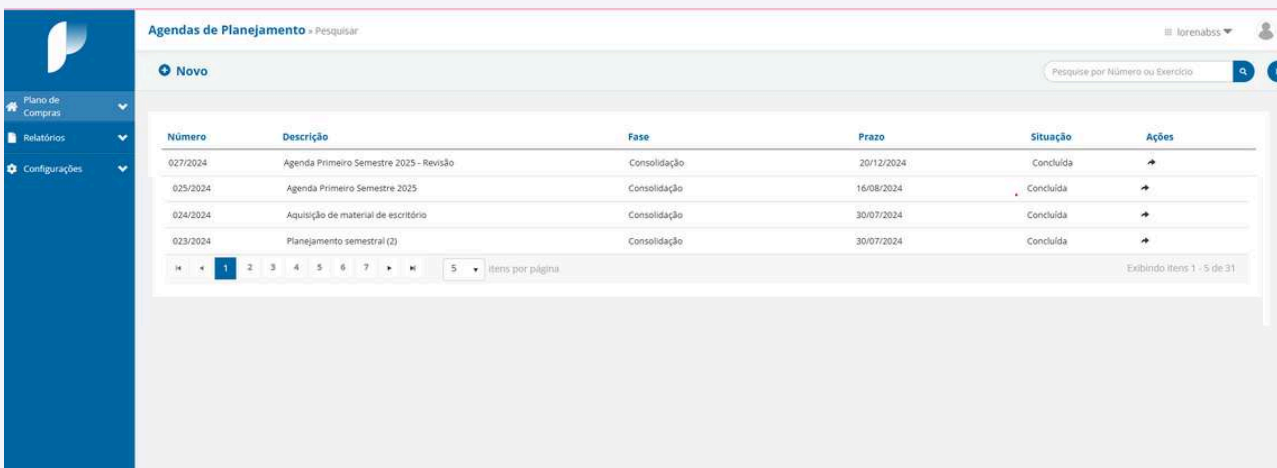 Agendas de Planejamento » Pesquisar
lorenabss
Novo
Pesquise por Número ou Exercício
Plano de
Compras
Relatórios
Configurações
Número Descrição Fase Prazo Situação Ações
027/2024 Agenda Primeiro Semestre 2025 - Revisão Consolidação 20/12/2024 Concluída
025/2024 Agenda Primeiro Semestre 2025 Consolidação 16/08/2024 Concluída
024/2024 Aquisição de material de escritório Consolidação 30/07/2024 Concluída
023/2024 Planejamento semestral (2) Consolidação 30/07/2024 Concluída
1 2 3 4 5 6 7 5 itens por página Exibindo itens 1 - 5 de 31